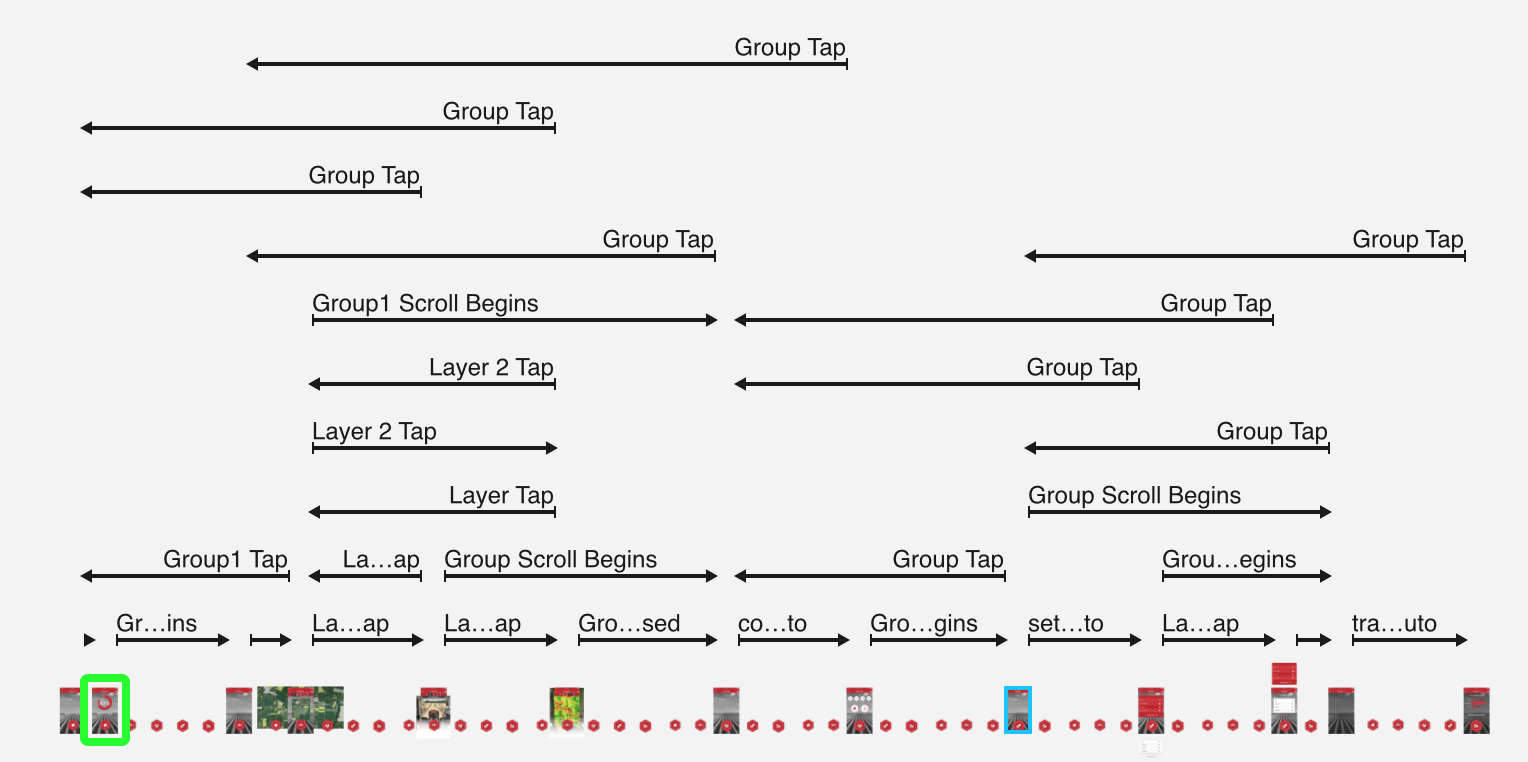 Group Tap
Group Tap
Group Tap
Group Tap Group Tap
Group1 Scroll Begins Group Tap
Layer 2 Tap Group Tap
Layer 2 Tap Group Tap
Layer Tap Group Scroll Begins
Group1 Tap La…ap Group Scroll Begins Group Tap Grou…egins
Gr…ins La…ap La…ap Gro…sed co…to Gro…gins set…to La…ap tra…uto